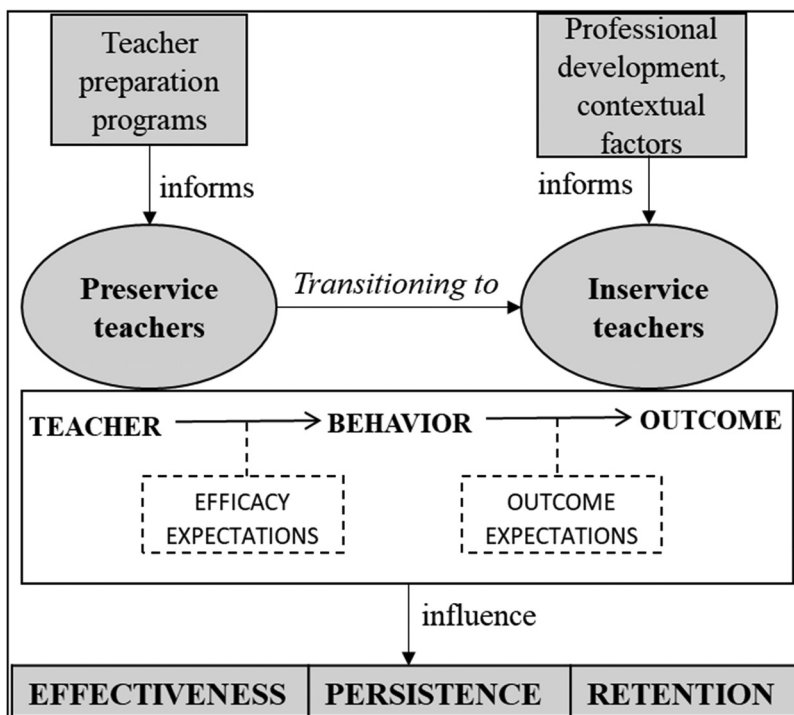 Teacher
preparation
programs
Professional
development,
contextual
factors
informs
informs
Preservice
teachers
Transitioning to
Inservice
teachers
TEACHER
BEHAVIOR
OUTCOME
EFFICACY
EXPECTATIONS
OUTCOME
EXPECTATIONS
influence
EFFECTIVENESS
PERSISTENCE
RETENTION